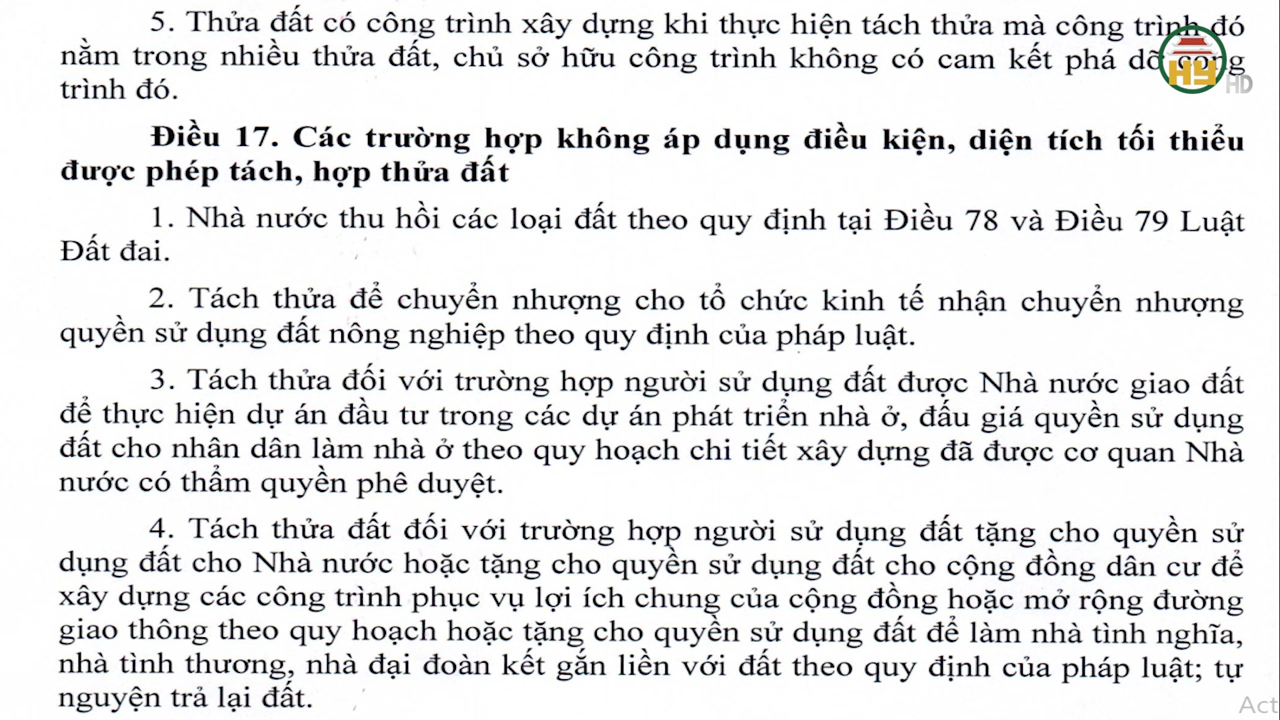 5. Thửa đất có công trình xây dựng khi thực hiện tách thửa mà công trình đó
nằm trong nhiều thửa đất, chủ sở hữu công trình không có cam kết phá dỡ công
trình đó.
HY HD
Điều 17. Các trường hợp không áp dụng điều kiện, diện tích tối thiểu
được phép tách, hợp thửa đất
1. Nhà nước thu hồi các loại đất theo quy định tại Điều 78 và Điều 79 Luật
Đất đai.
2. Tách thửa để chuyển nhượng cho tổ chức kinh tế nhận chuyển nhượng
quyền sử dụng đất nông nghiệp theo quy định của pháp luật.
3. Tách thửa đối với trường hợp người sử dụng đất được Nhà nước giao đất
để thực hiện dự án đầu tư trong các dự án phát triển nhà ở, đấu giá quyền sử dụng
đất cho nhân dân làm nhà ở theo quy hoạch chi tiết xây dựng đã được cơ quan Nhà
nước có thẩm quyền phê duyệt.
4. Tách thửa đất đối với trường hợp người sử dụng đất tặng cho quyền sử
dụng đất cho Nhà nước hoặc tặng cho quyền sử dụng đất cho cộng đồng dân cư để
xây dựng các công trình phục vụ lợi ích chung của cộng đồng hoặc mở rộng đường
giao thông theo quy hoạch hoặc tặng cho quyền sử dụng đất để làm nhà tình nghĩa,
nhà tình thương, nhà đại đoàn kết gắn liền với đất theo quy định của pháp luật; tự
nguyện trả lại đất.
Act